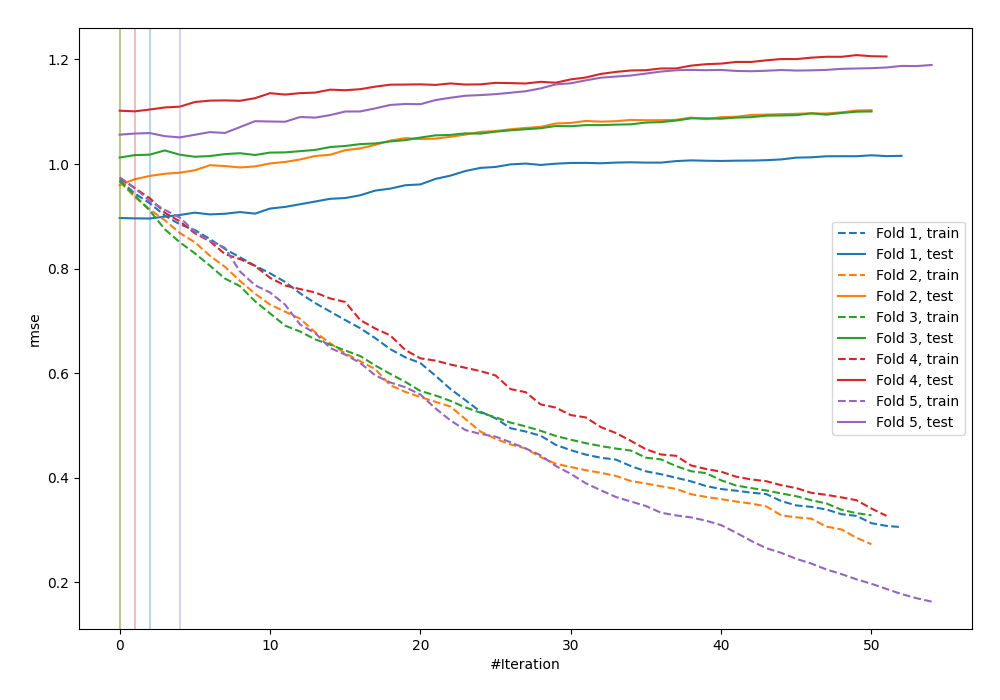 1.2
1.0
0.8
0.6
0.4
0.2
rmse
0
10
20
30
40
50
#Iteration
Fold 1, train
Fold 1, test
Fold 2, train
Fold 2, test
Fold 3, train
Fold 3, test
Fold 4, train
Fold 4, test
Fold 5, train
Fold 5, test